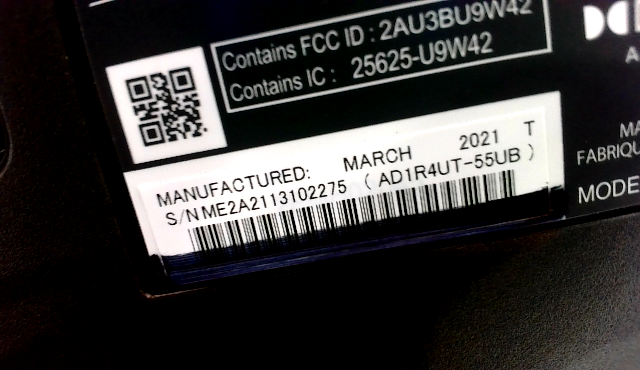 Contains FCC ID : 2AU3BU9W42
Contains IC : 25625-U9W42
MANUFACTURED: MARCH 2021 T
S/N ME2A2113102275 ( AD1R4UT-55UB )
MA
FABRIQU
MODE